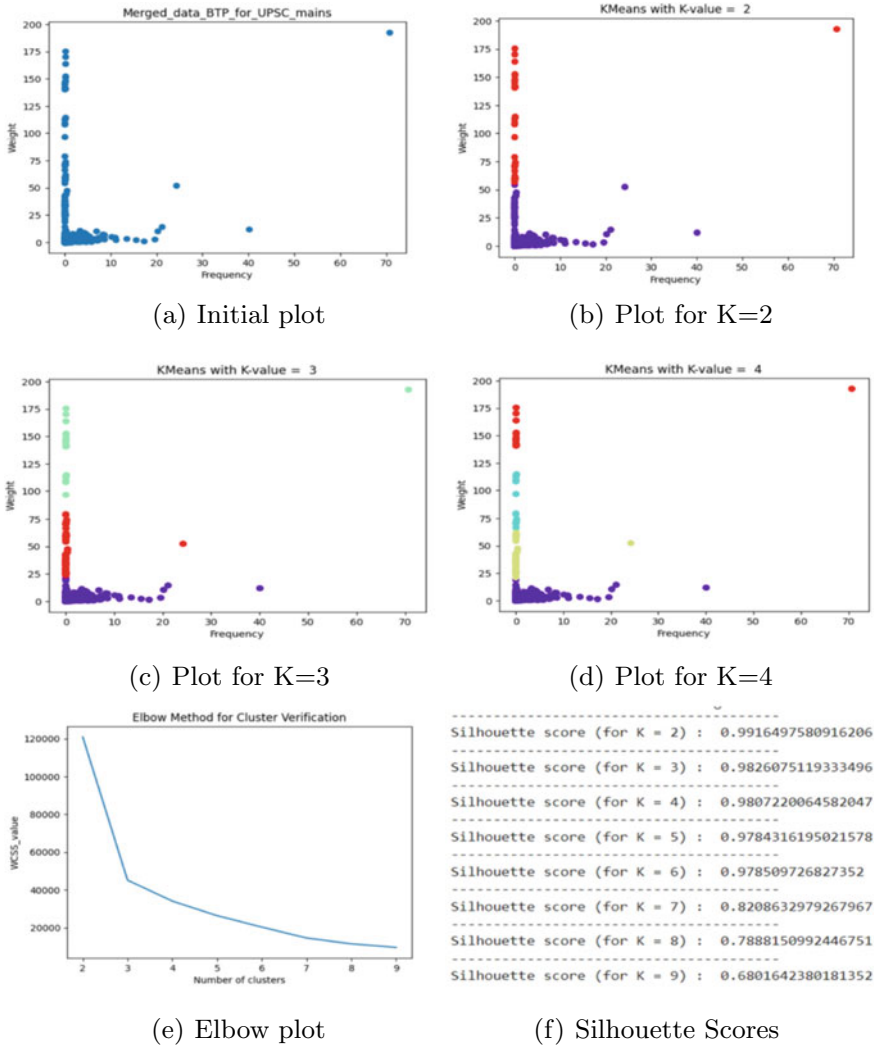 Merged_data_BTP_for_UPSC_mains
200
175
150
125
100
75
50
25
0
Weight
0 10 20 30 40 50 60 70
Frequency
(a) Initial plot
KMeans with K-value = 2
200
175
150
125
100
75
50
25
0
Weight
0 10 20 30 40 50 60 70
Frequency
(b) Plot for K=2
KMeans with K-value = 3
200
175
150
125
100
75
50
25
0
Weight
0 10 20 30 40 50 60 70
Frequency
(c) Plot for K=3
KMeans with K-value = 4
200
175
150
125
100
75
50
25
0
Weight
0 10 20 30 40 50 60 70
Frequency
(d) Plot for K=4
Elbow Method for Cluster Verification
120000
100000
80000
60000
40000
20000
WCSS_value
2 3 4 5 6 7 8 9
Number of clusters
(e) Elbow plot
Silhouette score (for K = 2) : 0.9916497580916206
Silhouette score (for K = 3) : 0.9826075119333496
Silhouette score (for K = 4) : 0.9807220064582047
Silhouette score (for K = 5) : 0.9784316195021578
Silhouette score (for K = 6) : 0.978509726827352
Silhouette score (for K = 7) : 0.8208632979267967
Silhouette score (for K = 8) : 0.7888150992446751
Silhouette score (for K = 9) : 0.6801642380181352
(f) Silhouette Scores